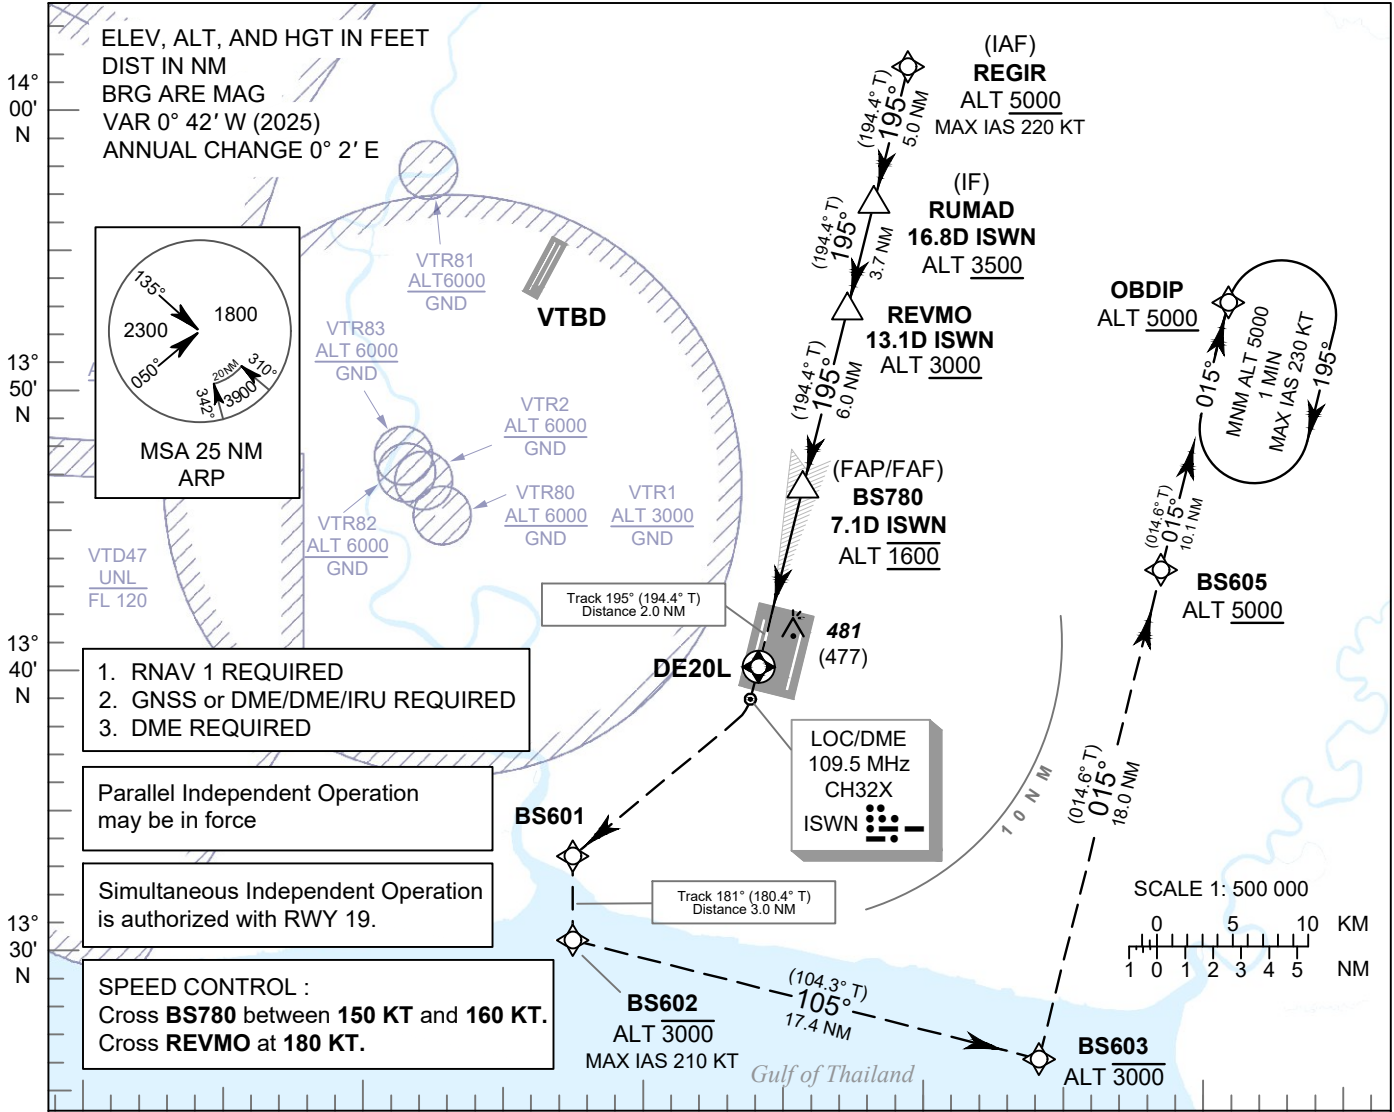 ELEV, ALT, AND HGT IN FEET
DIST IN NM
BRG ARE MAG
VAR 0° 42′ W (2025)
ANNUAL CHANGE 0° 2′ E
14°
00'
N
13°
50'
N
13°
40'
N
13°
30'
N
135°
1800
2300
050°
20NM
310°
342°
3900
MSA 25 NM
ARP
VTR81
ALT6000
GND
VTBD
VTR83
ALT 6000
GND
VTR2
ALT 6000
GND
VTR82
ALT 6000
GND
VTR80
ALT 6000
GND
VTR1
ALT 3000
GND
VTD47
UNL
FL 120
A
(IAF)
REGIR
ALT 5000
MAX IAS 220 KT
(194.4° T)
195°
5.0 NM
(IF)
RUMAD
16.8D ISWN
ALT 3500
(194.4° T)
195°
3.7 NM
REVMO
13.1D ISWN
ALT 3000
(194.4° T)
195°
6.0 NM
(FAP/FAF)
BS780
7.1D ISWN
ALT 1600
Track 195° (194.4° T)
Distance 2.0 NM
481
(477)
DE20L
LOC/DME
109.5 MHz
CH32X
ISWN
10 NM
OBDIP
ALT 5000
015°
MNM ALT 5000
1 MIN
MAX IAS 230 KT
195°
(014.6° T)
015°
10.1 NM
BS605
ALT 5000
(014.6° T)
015°
18.0 NM
1. RNAV 1 REQUIRED
2. GNSS or DME/DME/IRU REQUIRED
3. DME REQUIRED
Parallel Independent Operation
may be in force
Simultaneous Independent Operation
is authorized with RWY 19.
SPEED CONTROL :
Cross BS780 between 150 KT and 160 KT.
Cross REVMO at 180 KT.
BS601
Track 181° (180.4° T)
Distance 3.0 NM
BS602
ALT 3000
MAX IAS 210 KT
(104.3° T)
105°
17.4 NM
BS603
ALT 3000
Gulf of Thailand
SCALE 1: 500 000
0 5 10 KM
1 0 1 2 3 4 5 NM